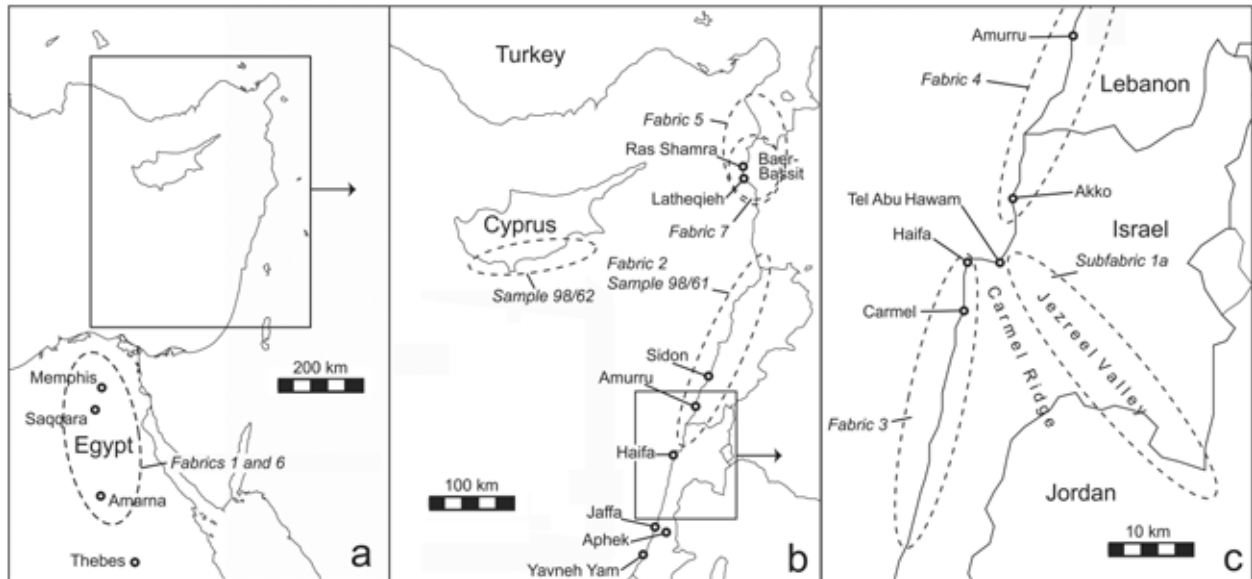 200 km
Memphis
Saqqara
Egypt
Fabrics 1 and 6
Amarna
Thebes
a
Turkey
Fabric 5
Ras Shamra
Baer-
Bassit
Latheqieh
Fabric 7
Cyprus
Sample 98/62
Fabric 2
Sample 98/61
Sidon
Amurru
Haifa
100 km
Jaffa
Aphek
Yavneh Yam
b
Amurru
Fabric 4
Lebanon
Akko
Tel Abu Hawam
Haifa
Israel
Subfabric 1a
Carmel
Carmel Ridge
Jezreel Valley
Fabric 3
Jordan
10 km
c